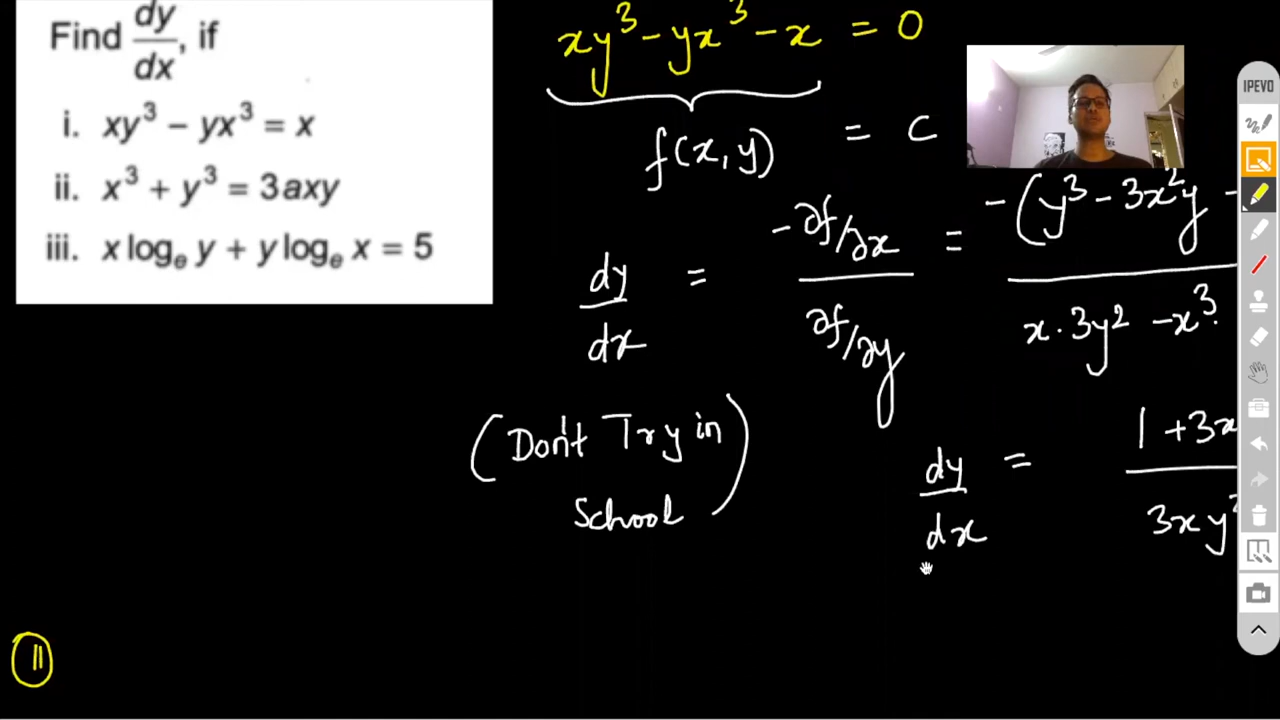 Find dy/dx, if
i. xy³ − yx³ = x
ii. x³ + y³ = 3axy
iii. x logₑ y + y logₑ x = 5
xy³ − yx³ − x = 0
f(x, y) = c
dy/dx = −∂f/∂x / ∂f/∂y = −(y³ − 3x²y − / x · 3y² − x³.
(Don't Try in
School)
dy/dx = 1 + 3x / 3xy²
11
IPEVO